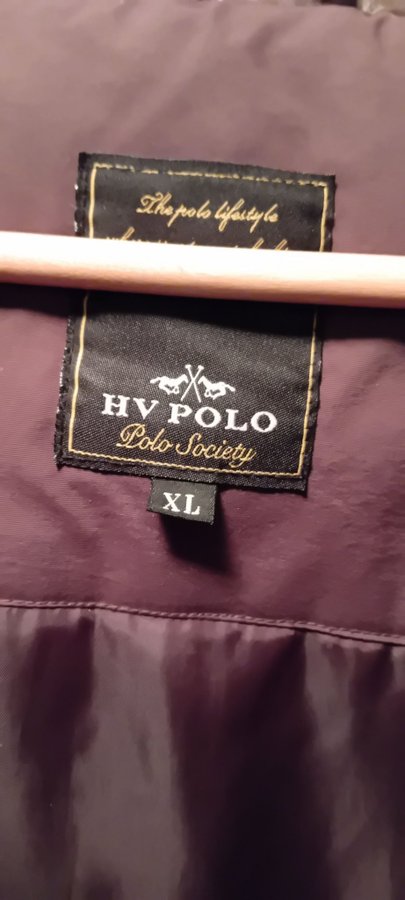 The polo lifestyle
HV POLO
Polo Society
XL